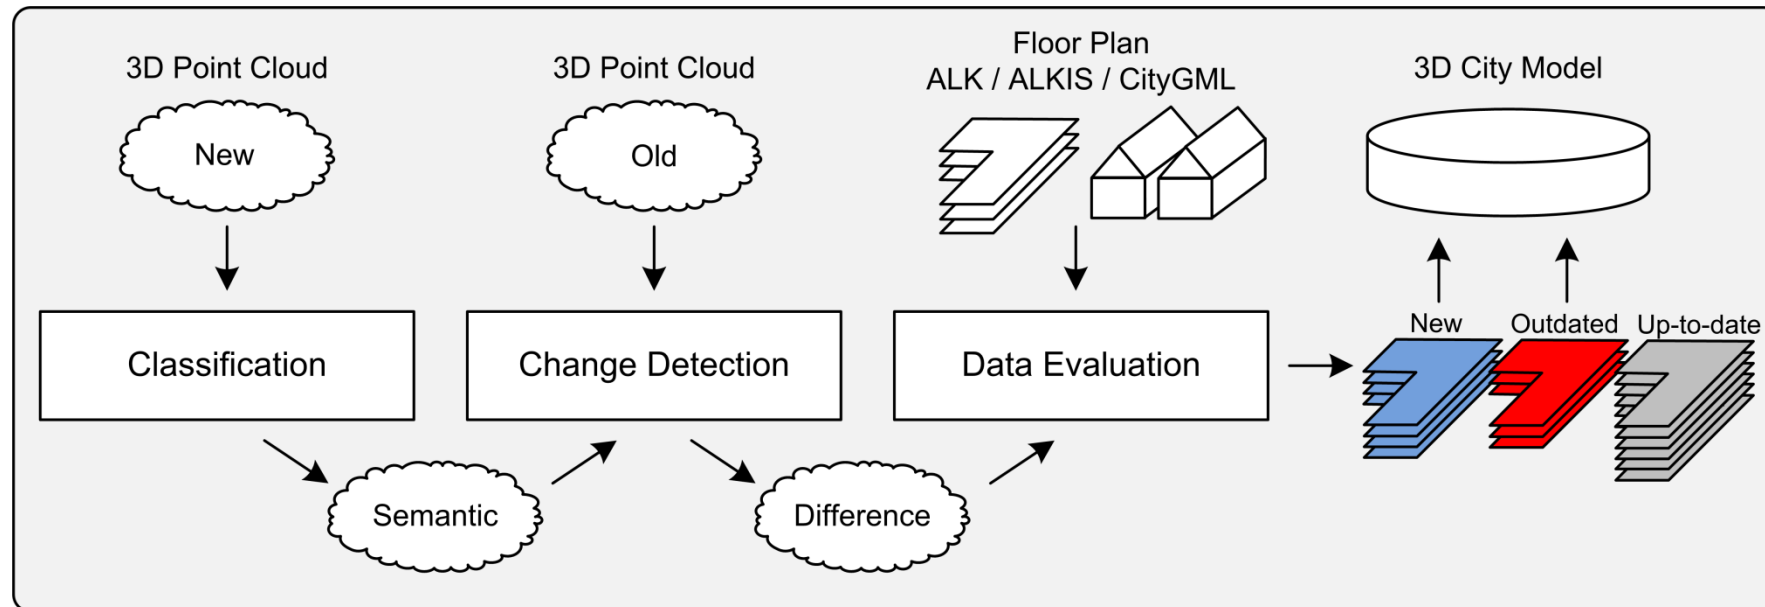 3D Point Cloud
New
3D Point Cloud
Old
Floor Plan
ALK / ALKIS / CityGML
3D City Model
Classification
Change Detection
Data Evaluation
New
Outdated
Up-to-date
Semantic
Difference